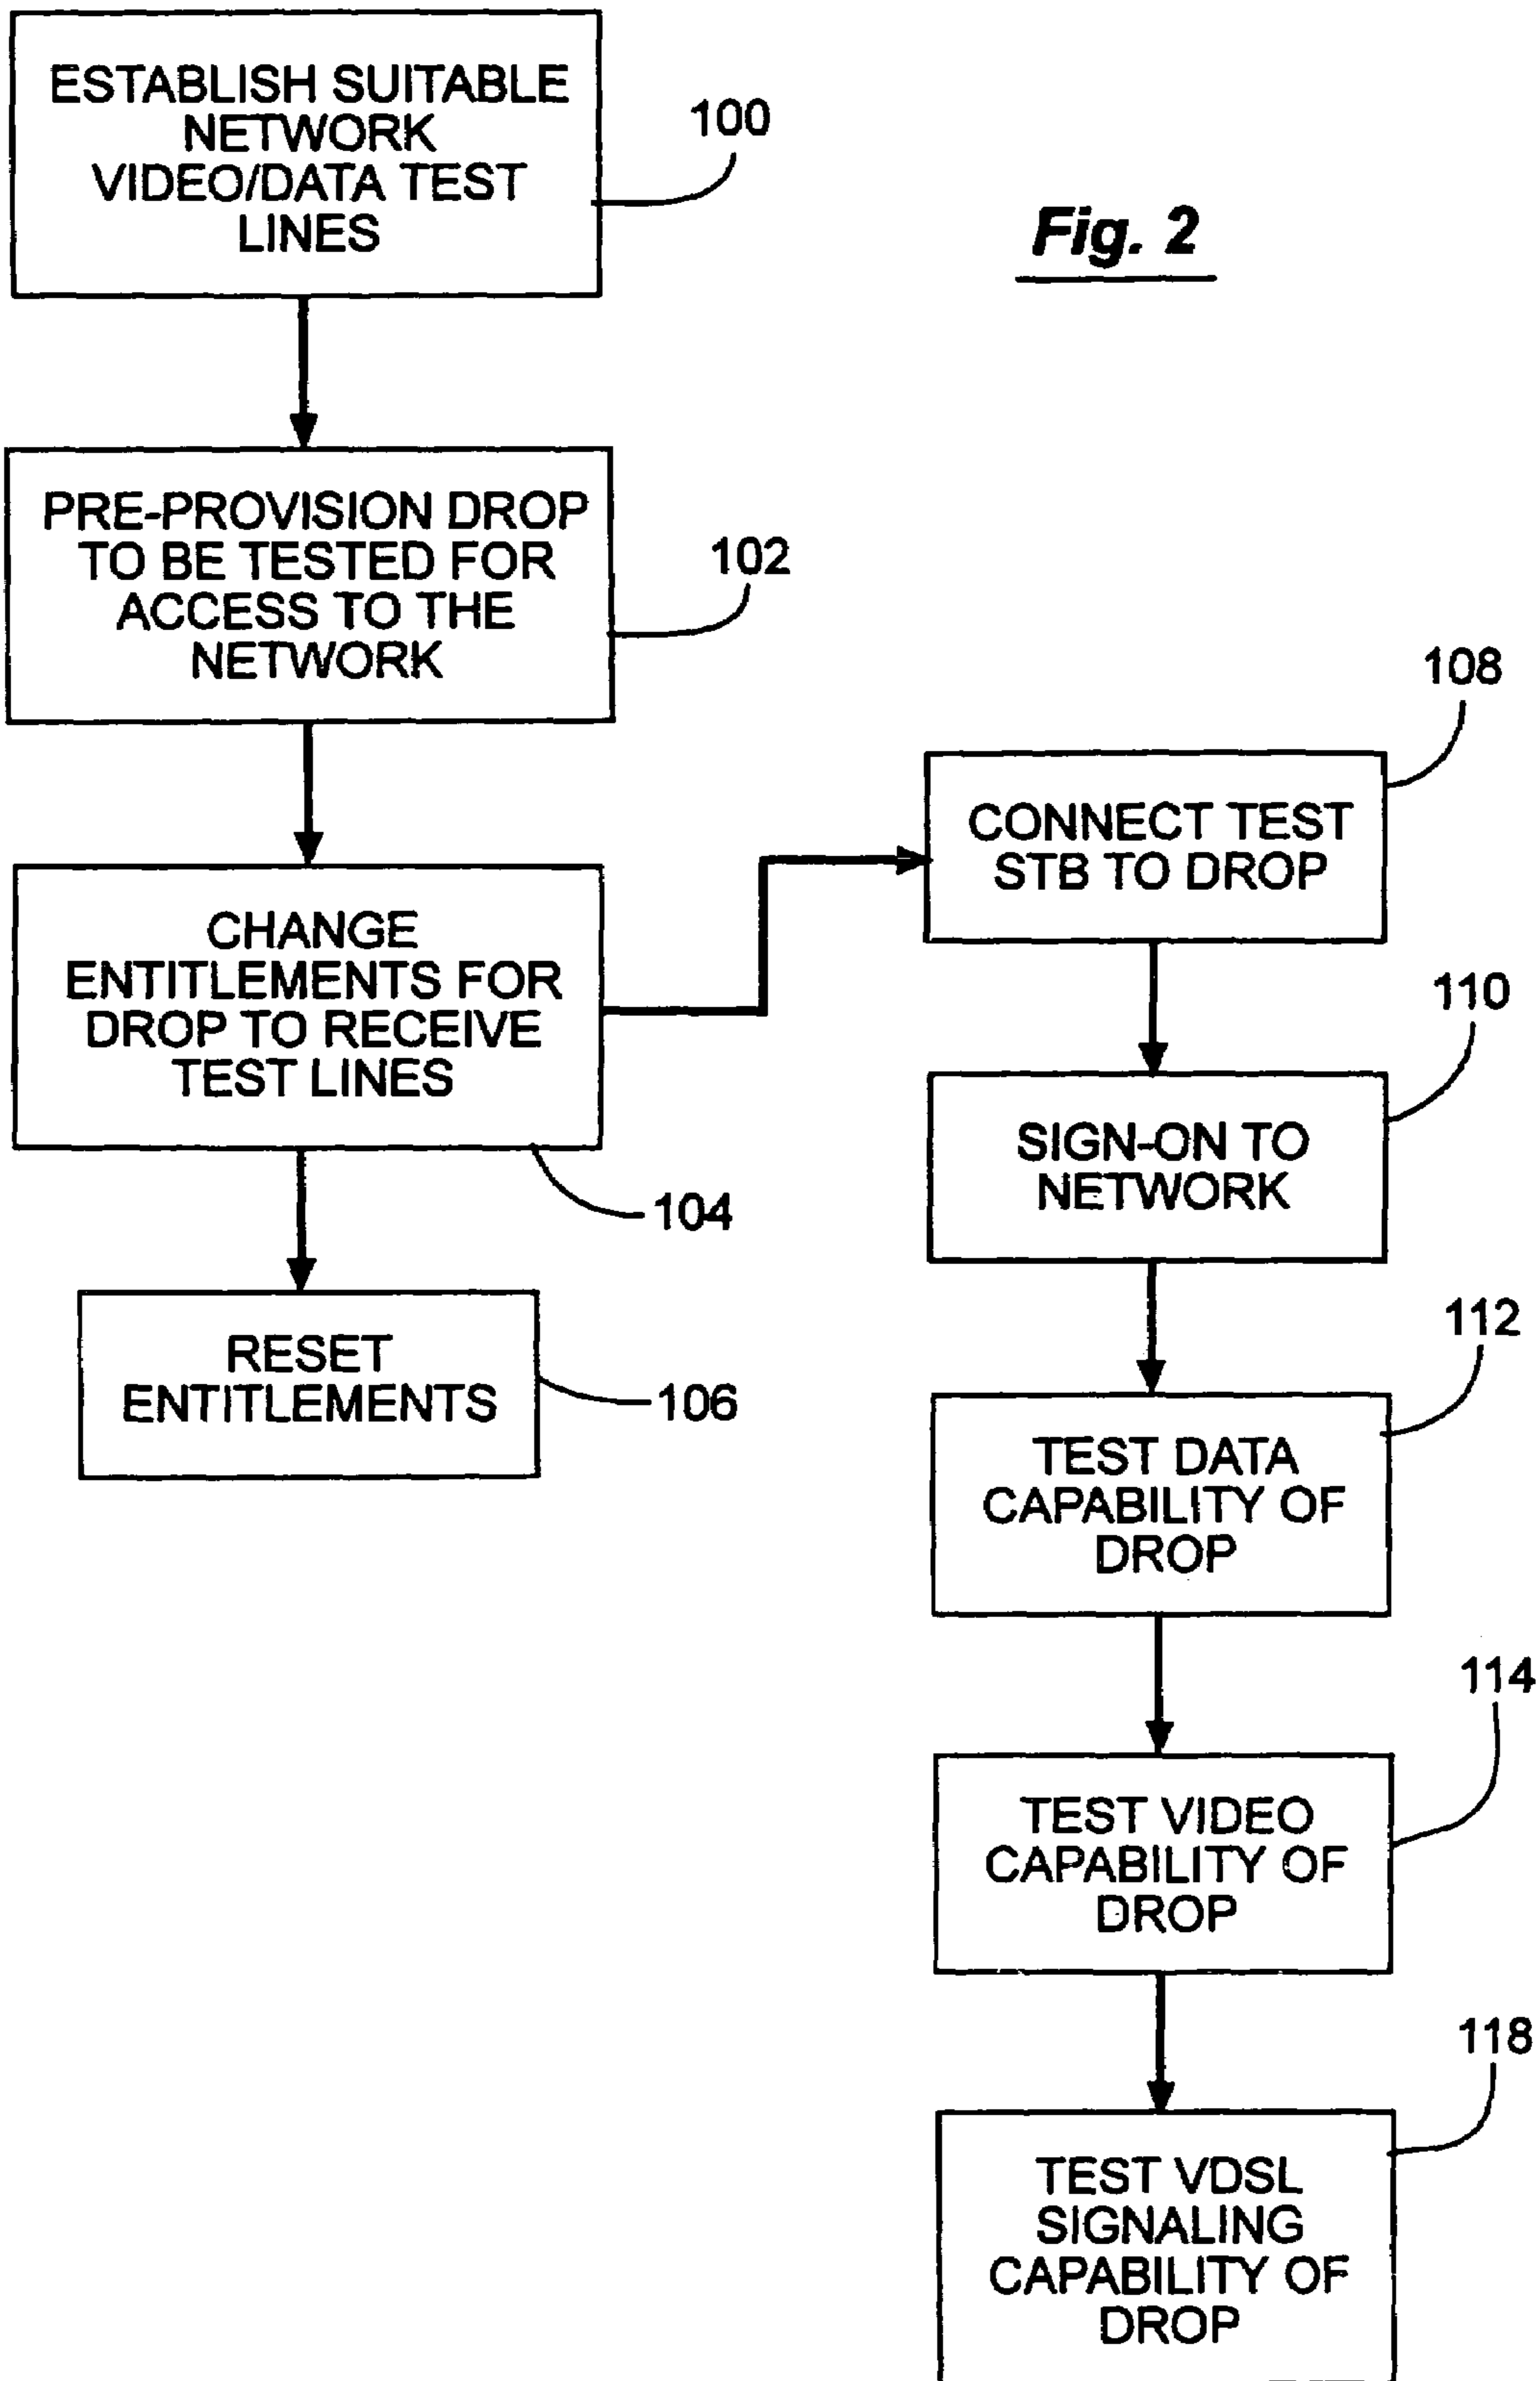 ESTABLISH SUITABLE
NETWORK
VIDEO/DATA TEST
LINES
100
Fig. 2
PRE-PROVISION DROP
TO BE TESTED FOR
ACCESS TO THE
NETWORK
102
CHANGE
ENTITLEMENTS FOR
DROP TO RECEIVE
TEST LINES
104
RESET
ENTITLEMENTS
106
CONNECT TEST
STB TO DROP
108
SIGN-ON TO
NETWORK
110
TEST DATA
CAPABILITY OF
DROP
112
TEST VIDEO
CAPABILITY OF
DROP
114
TEST VDSL
SIGNALING
CAPABILITY OF
DROP
118